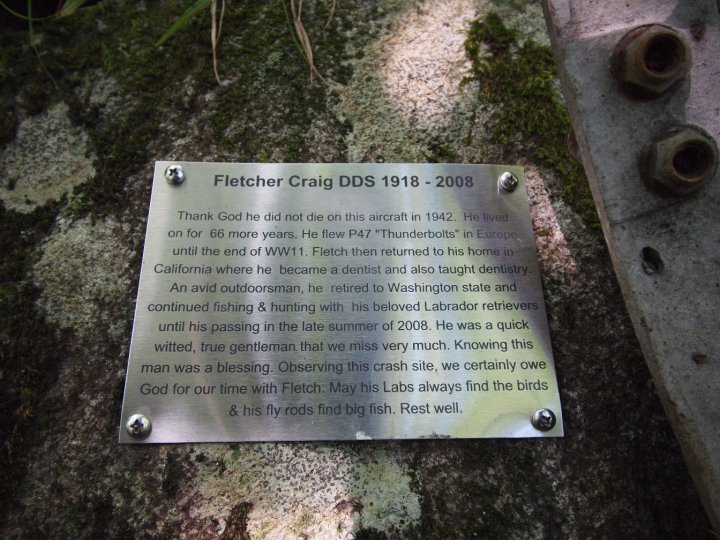 Fletcher Craig DDS 1918 - 2008
Thank God he did not die on this aircraft in 1942. He lived
on for 66 more years. He flew P47 "Thunderbolts" in Europe
until the end of WW11. Fletch then returned to his home in
California where he became a dentist and also taught dentistry.
An avid outdoorsman, he retired to Washington state and
continued fishing & hunting with his beloved Labrador retrievers
until his passing in the late summer of 2008. He was a quick
witted, true gentleman that we miss very much. Knowing this
man was a blessing. Observing this crash site, we certainly owe
God for our time with Fletch. May his Labs always find the birds
& his fly rods find big fish. Rest well.